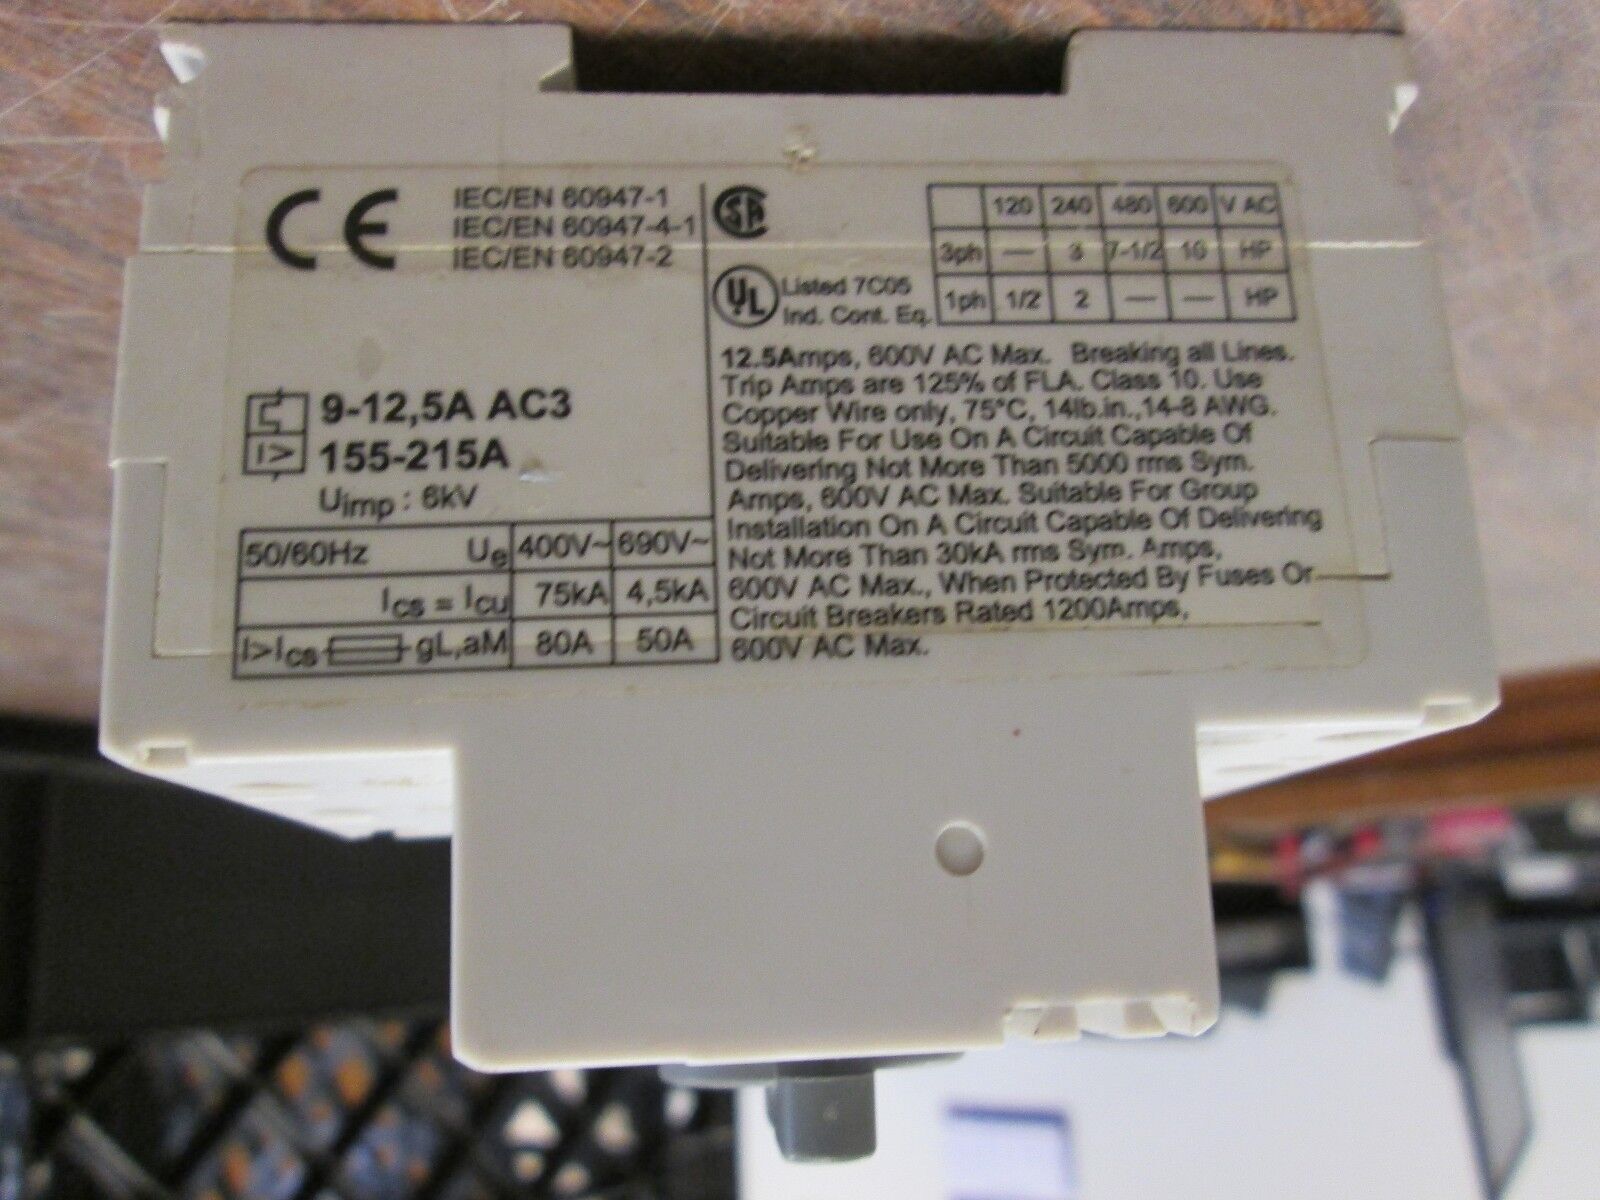 CE
IEC/EN 60947-1
IEC/EN 60947-4-1
IEC/EN 60947-2
9-12,5A AC3
I> 155-215A
Uimp : 6kV
50/60Hz Ue 400V~ 690V~
Ics = Icu 75kA 4,5kA
I>Ics gL,aM 80A 50A
SA
UL Listed 7C05
Ind. Cont. Eq.
120 240 480 600 V AC
3ph — 3 7-1/2 10 HP
1ph 1/2 2 — — HP
12.5Amps, 600V AC Max. Breaking all Lines.
Trip Amps are 125% of FLA. Class 10. Use
Copper Wire only, 75°C, 14lb.in.,14-8 AWG.
Suitable For Use On A Circuit Capable Of
Delivering Not More Than 5000 rms Sym.
Amps, 600V AC Max. Suitable For Group
Installation On A Circuit Capable Of Delivering
Not More Than 30kA rms Sym. Amps,
600V AC Max., When Protected By Fuses Or
Circuit Breakers Rated 1200Amps,
600V AC Max.